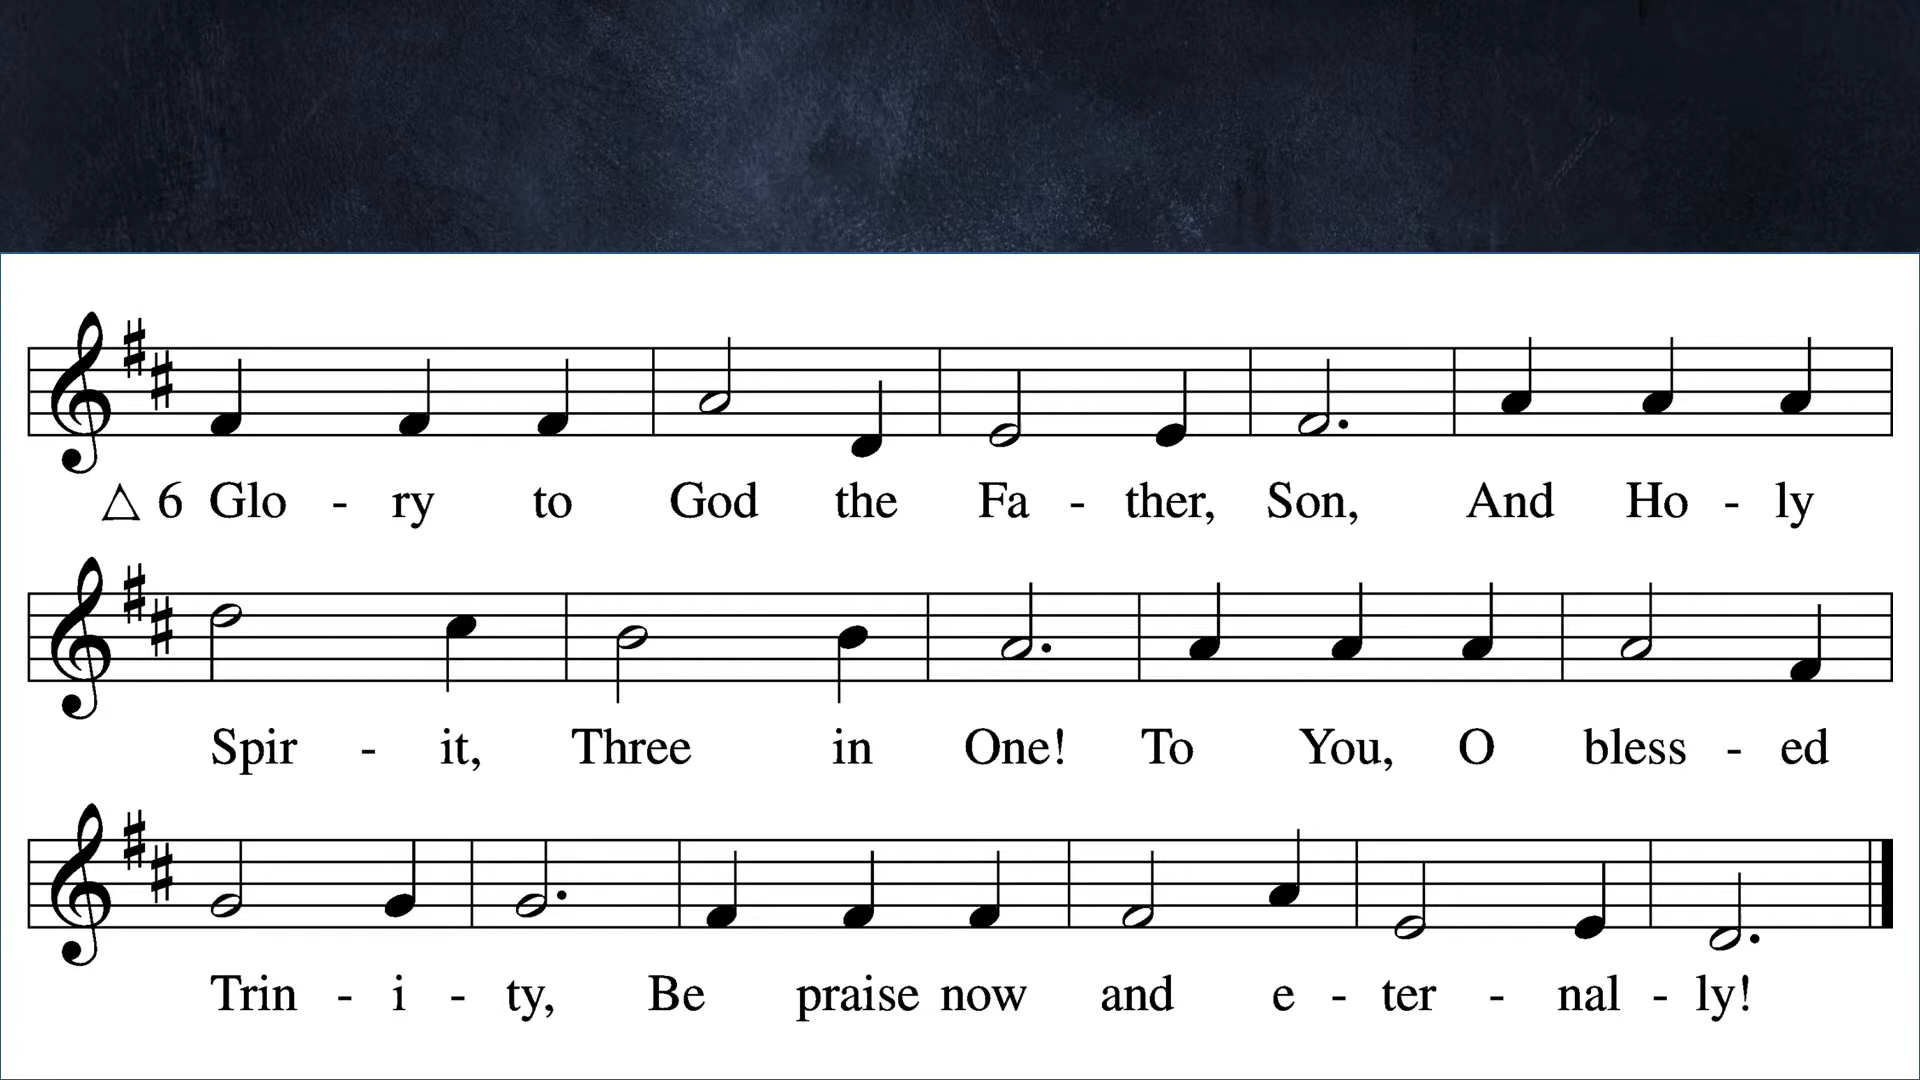 △ 6 Glo - ry to God the Fa - ther, Son, And Ho - ly
Spir - it, Three in One! To You, O bless - ed
Trin - i - ty, Be praise now and e - ter - nal - ly!